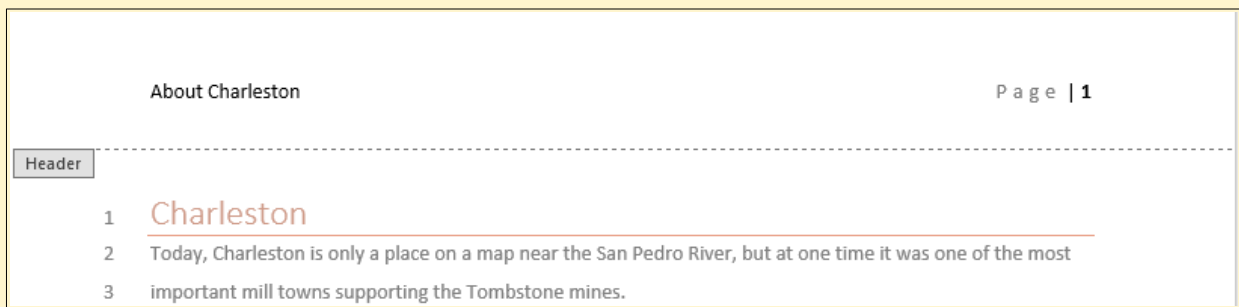 About Charleston P a g e | 1
Header
1 Charleston
2 Today, Charleston is only a place on a map near the San Pedro River, but at one time it was one of the most
3 important mill towns supporting the Tombstone mines.